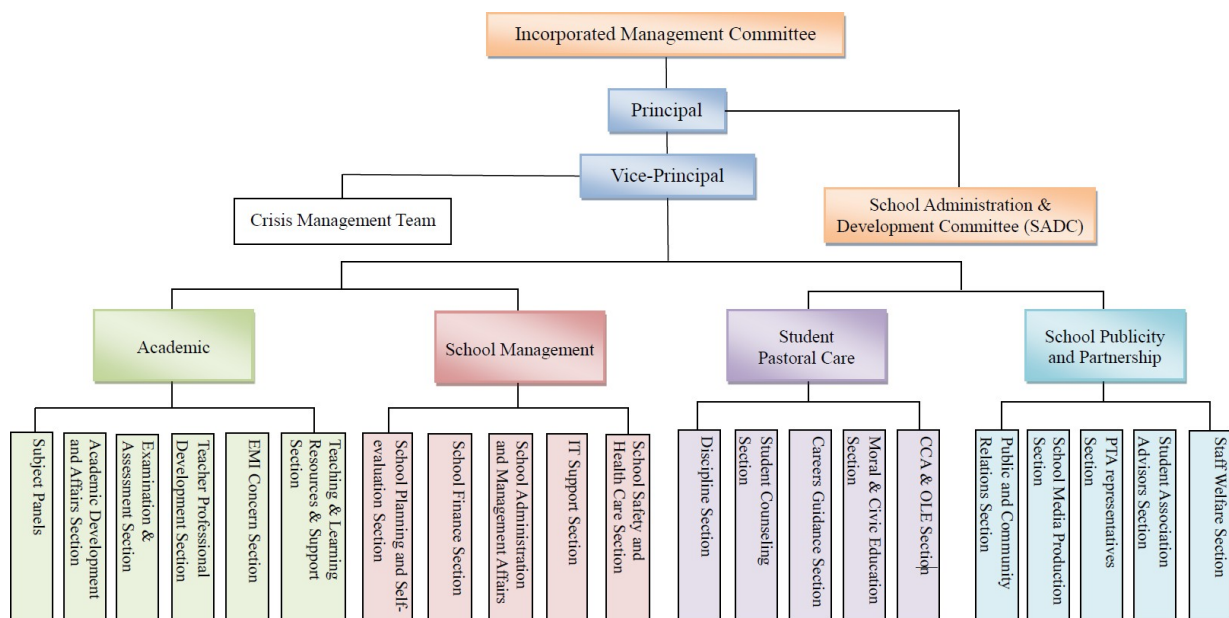 Incorporated Management Committee
Principal
Vice-Principal
Crisis Management Team
School Administration &
Development Committee (SADC)
Academic
School Management
Student
Pastoral Care
School Publicity
and Partnership
Subject Panels
Academic Development
and Affairs Section
Examination &
Assessment Section
Teacher Professional
Development Section
EMI Concern Section
Teaching & Learning
Resources & Support
Section
School Planning and Self-
evaluation Section
School Finance Section
School Administration
and Management Affairs
IT Support Section
School Safety and
Health Care Section
Discipline Section
Student Counseling
Section
Careers Guidance Section
Moral & Civic Education
Section
CCA & OLE Section
Public and Community
Relations Section
School Media Production
Section
PTA representatives
Section
Student Association
Advisors Section
Staff Welfare Section